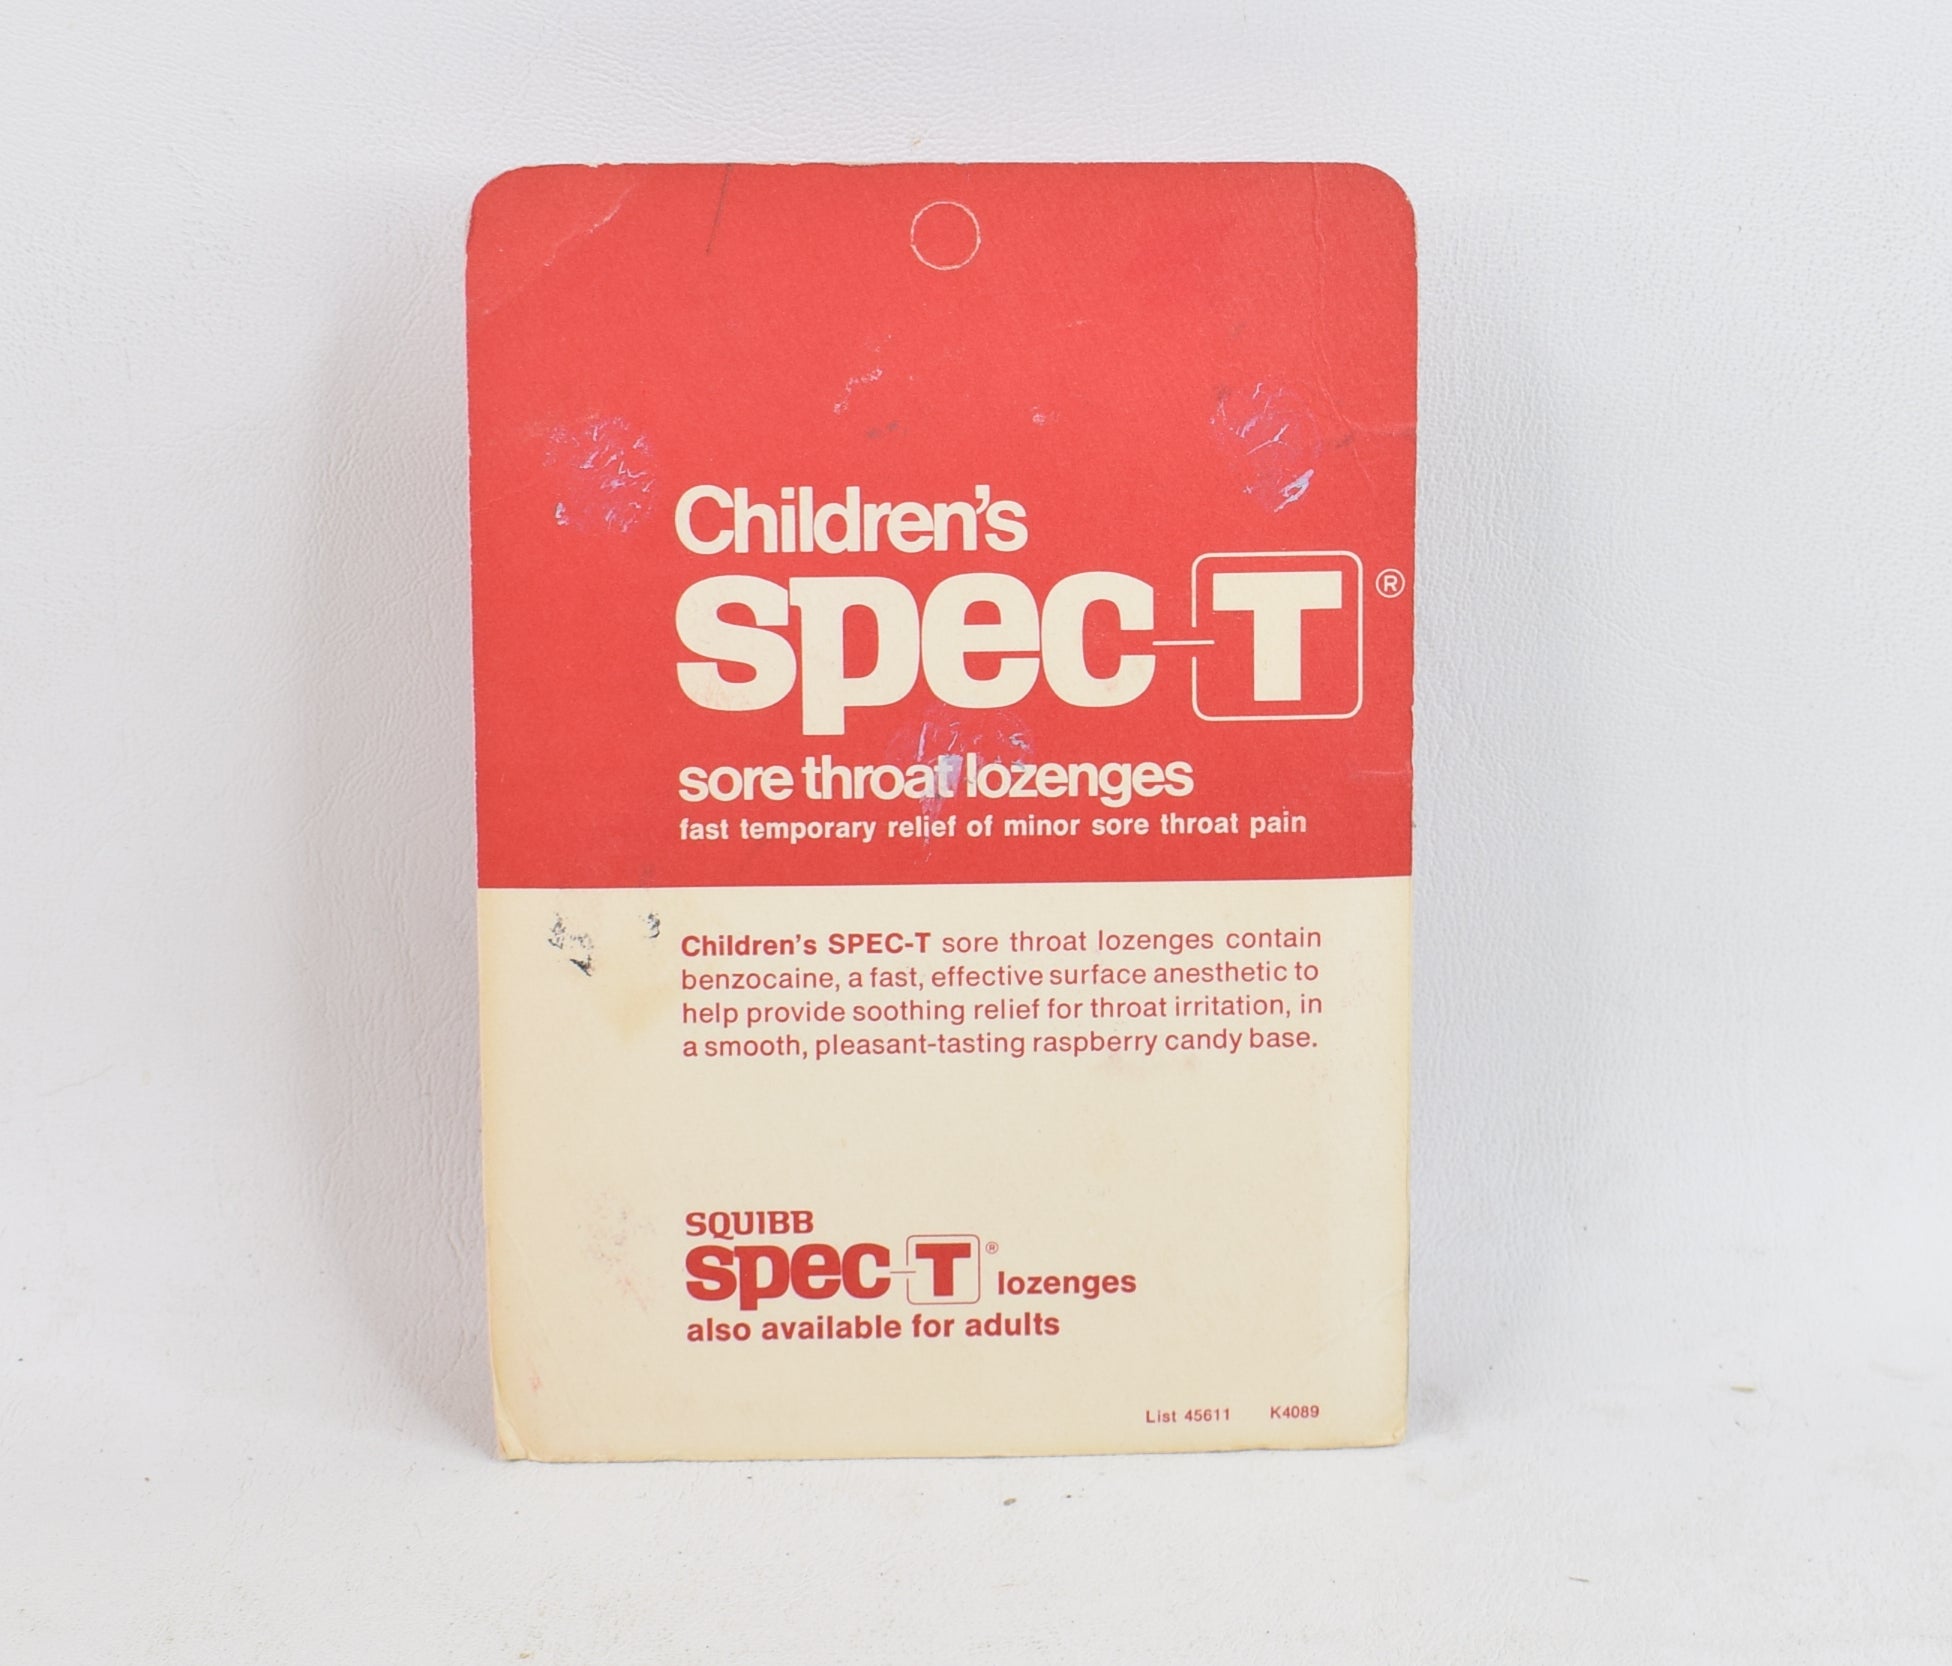 Children's
spec-T®
sore throat lozenges
fast temporary relief of minor sore throat pain
Children's SPEC-T sore throat lozenges contain
benzocaine, a fast, effective surface anesthetic to
help provide soothing relief for throat irritation, in
a smooth, pleasant-tasting raspberry candy base.
SQUIBB
spec-T® lozenges
also available for adults
List 45611 K4089